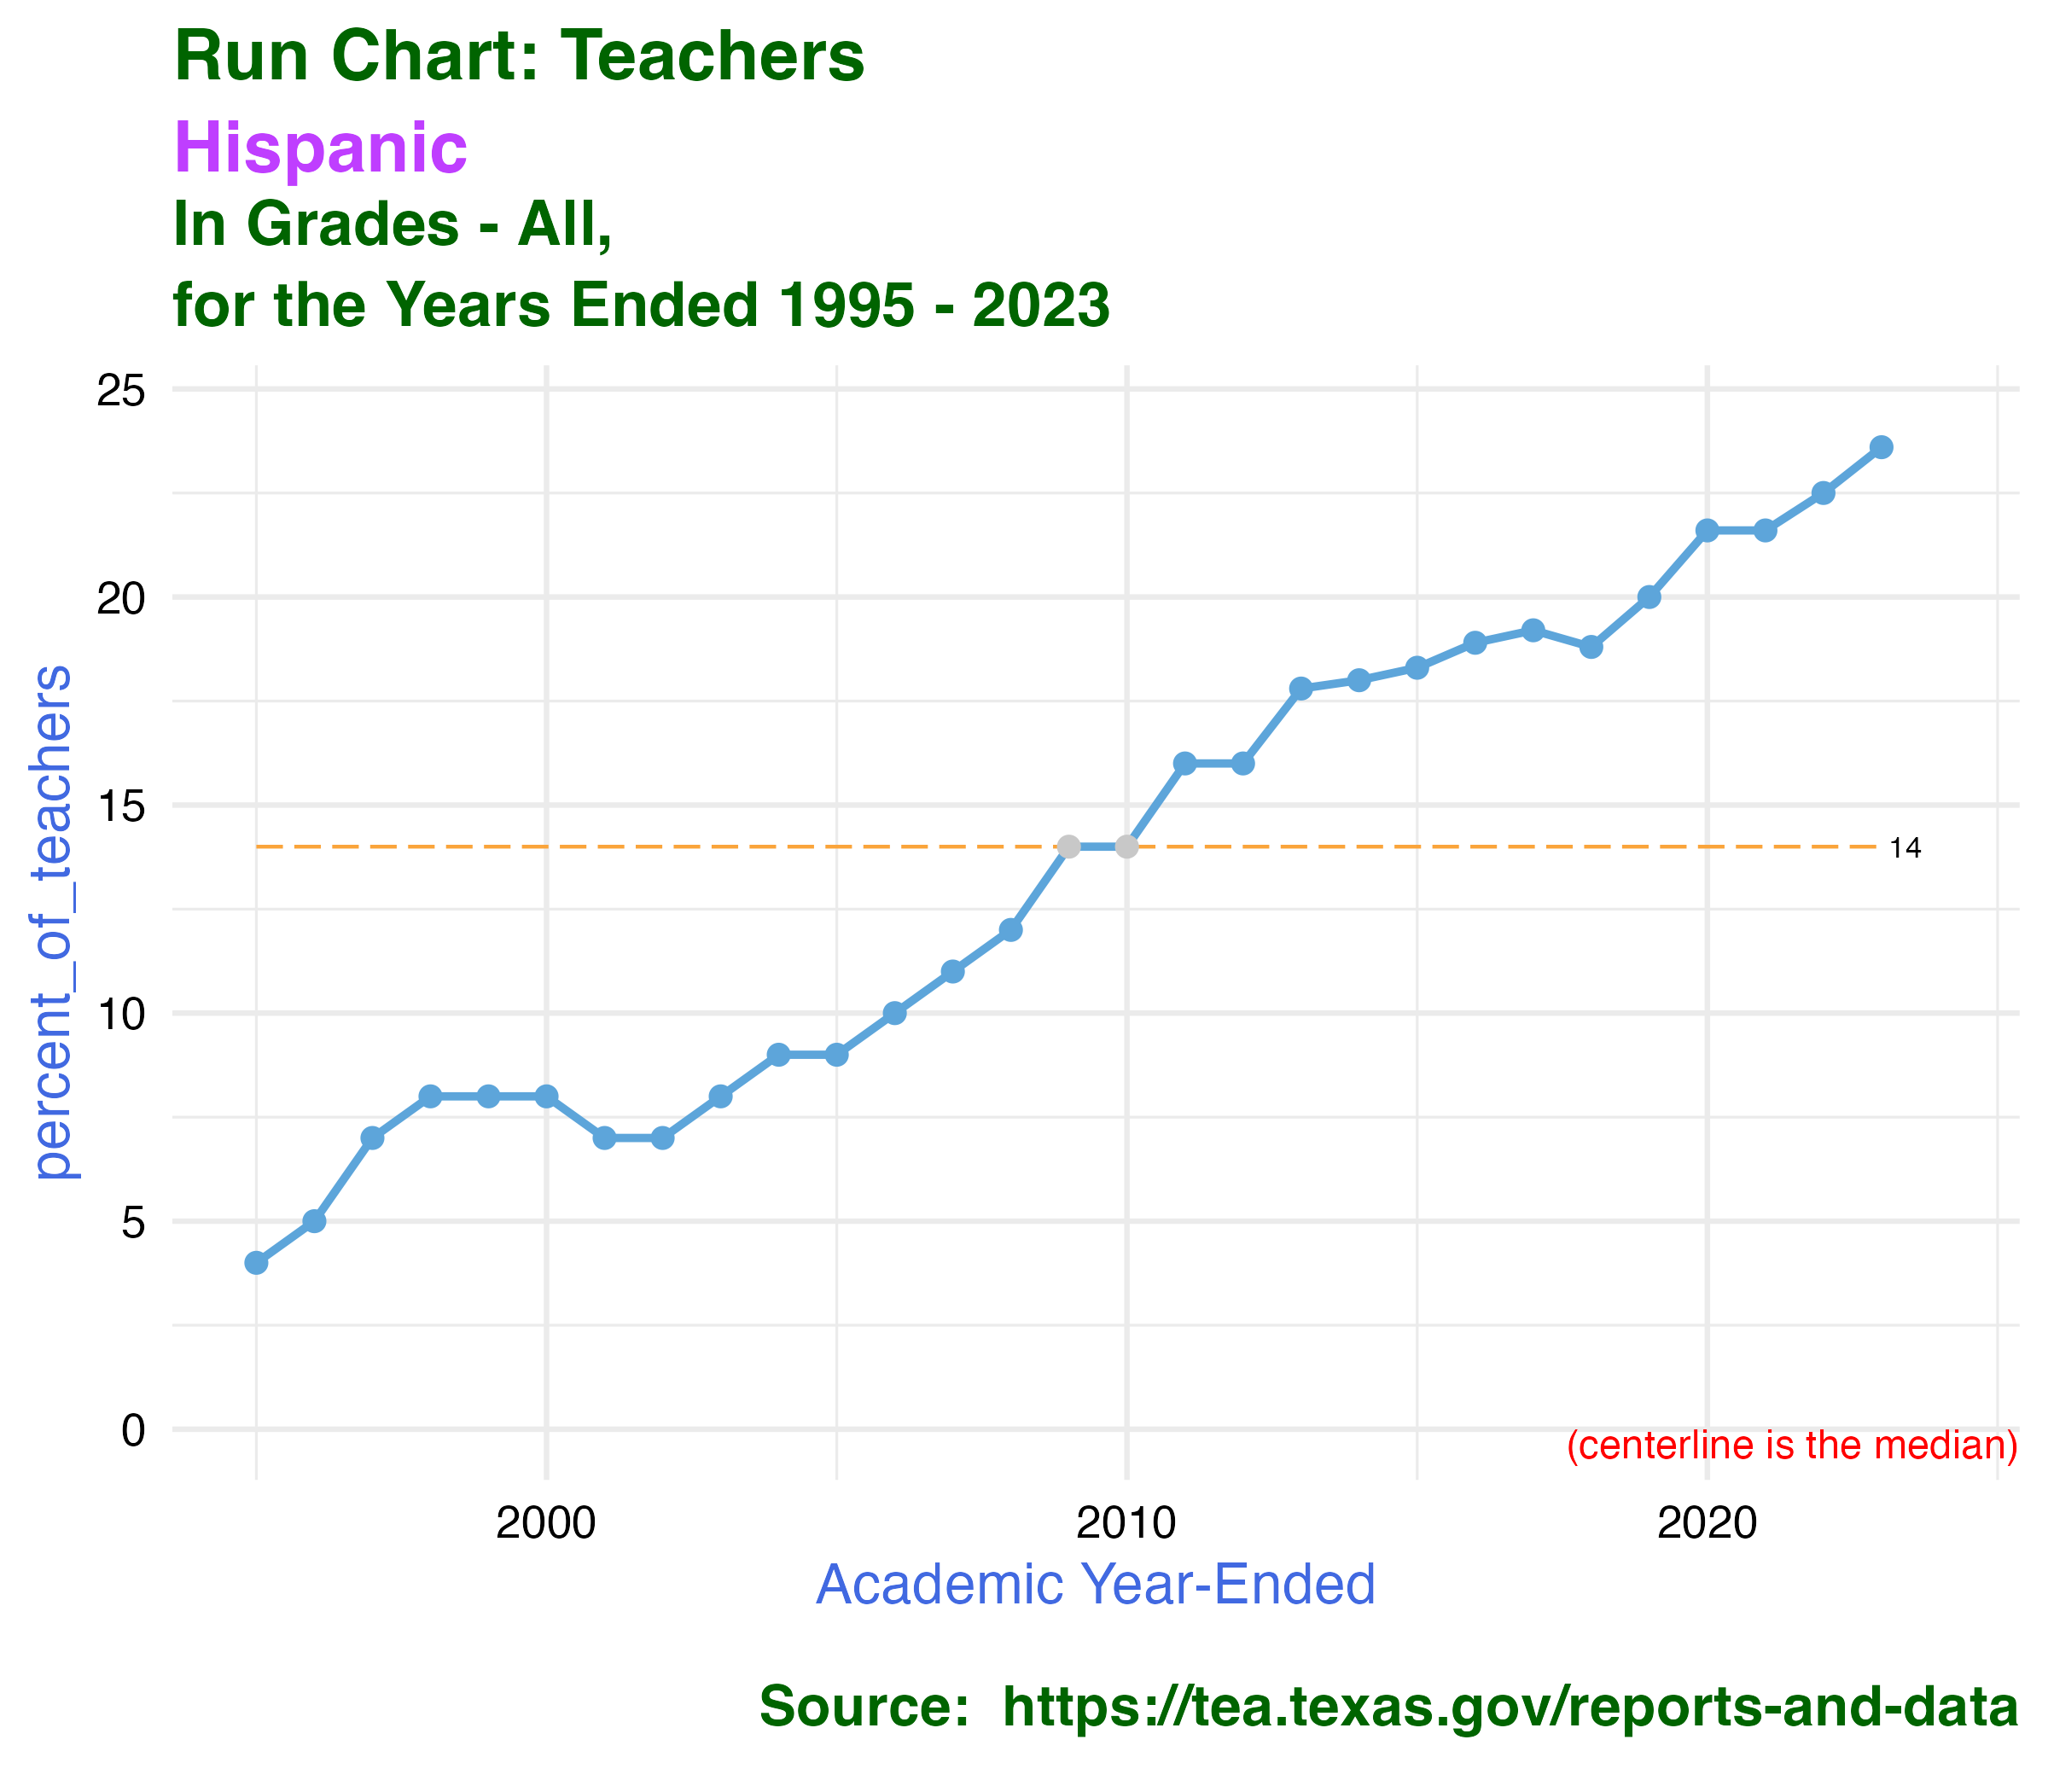 Run Chart: Teachers
Hispanic
In Grades - All,
for the Years Ended 1995 - 2023
25
20
15
10
5
0
percent_of_teachers
14
(centerline is the median)
2000
2010
2020
Academic Year-Ended
Source:  https://tea.texas.gov/reports-and-data